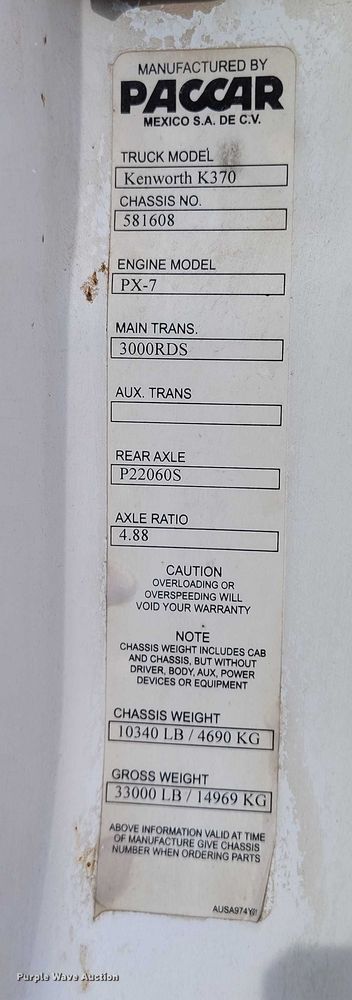 MANUFACTURED BY
PACCAR
MEXICO S.A. DE C.V.
TRUCK MODEL
Kenworth K370
CHASSIS NO.
581608
ENGINE MODEL
PX-7
MAIN TRANS.
3000RDS
AUX. TRANS
REAR AXLE
P22060S
AXLE RATIO
4.88
CAUTION
OVERLOADING OR
OVERSPEEDING WILL
VOID YOUR WARRANTY
NOTE
CHASSIS WEIGHT INCLUDES CAB
AND CHASSIS, BUT WITHOUT
DRIVER, BODY, AUX, POWER
DEVICES OR EQUIPMENT
CHASSIS WEIGHT
10340 LB / 4690 KG
GROSS WEIGHT
33000 LB / 14969 KG
ABOVE INFORMATION VALID AT TIME
OF MANUFACTURE GIVE CHASSIS
NUMBER WHEN ORDERING PARTS
Purple Wave Auction